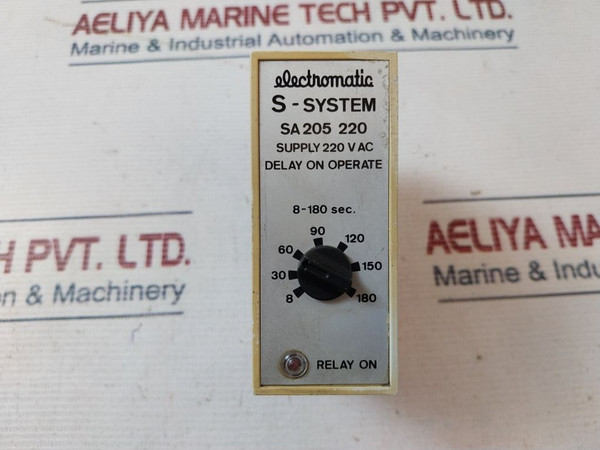 AELIYA MARINE TECH PVT. LTD.
Marine & Industrial Automation & Machinery
electromatic
S - SYSTEM
SA 205 220
SUPPLY 220 V AC
DELAY ON OPERATE
8-180 sec.
90
60
120
30
150
8
180
RELAY ON
H PVT. LTD.
on & Machinery
AELIYA MA
Marine & Indu